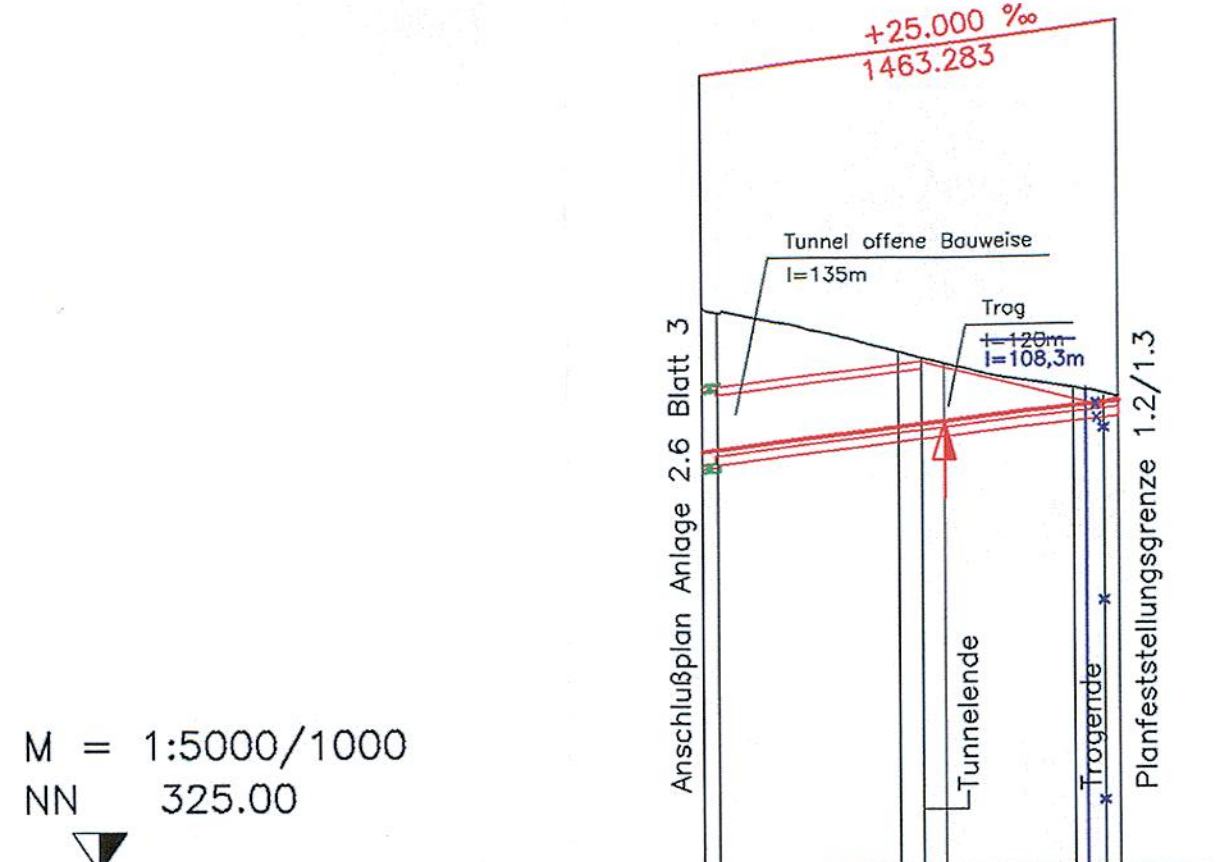 +25.000 ‰
1463.283
Tunnel offene Bauweise
l=135m
Trog
l=120m
l=108,3m
Anschlußplan Anlage 2.6 Blatt 3
Tunnelende
Trogende
Planfeststellungsgrenze 1.2/1.3
M = 1:5000/1000
NN 325.00